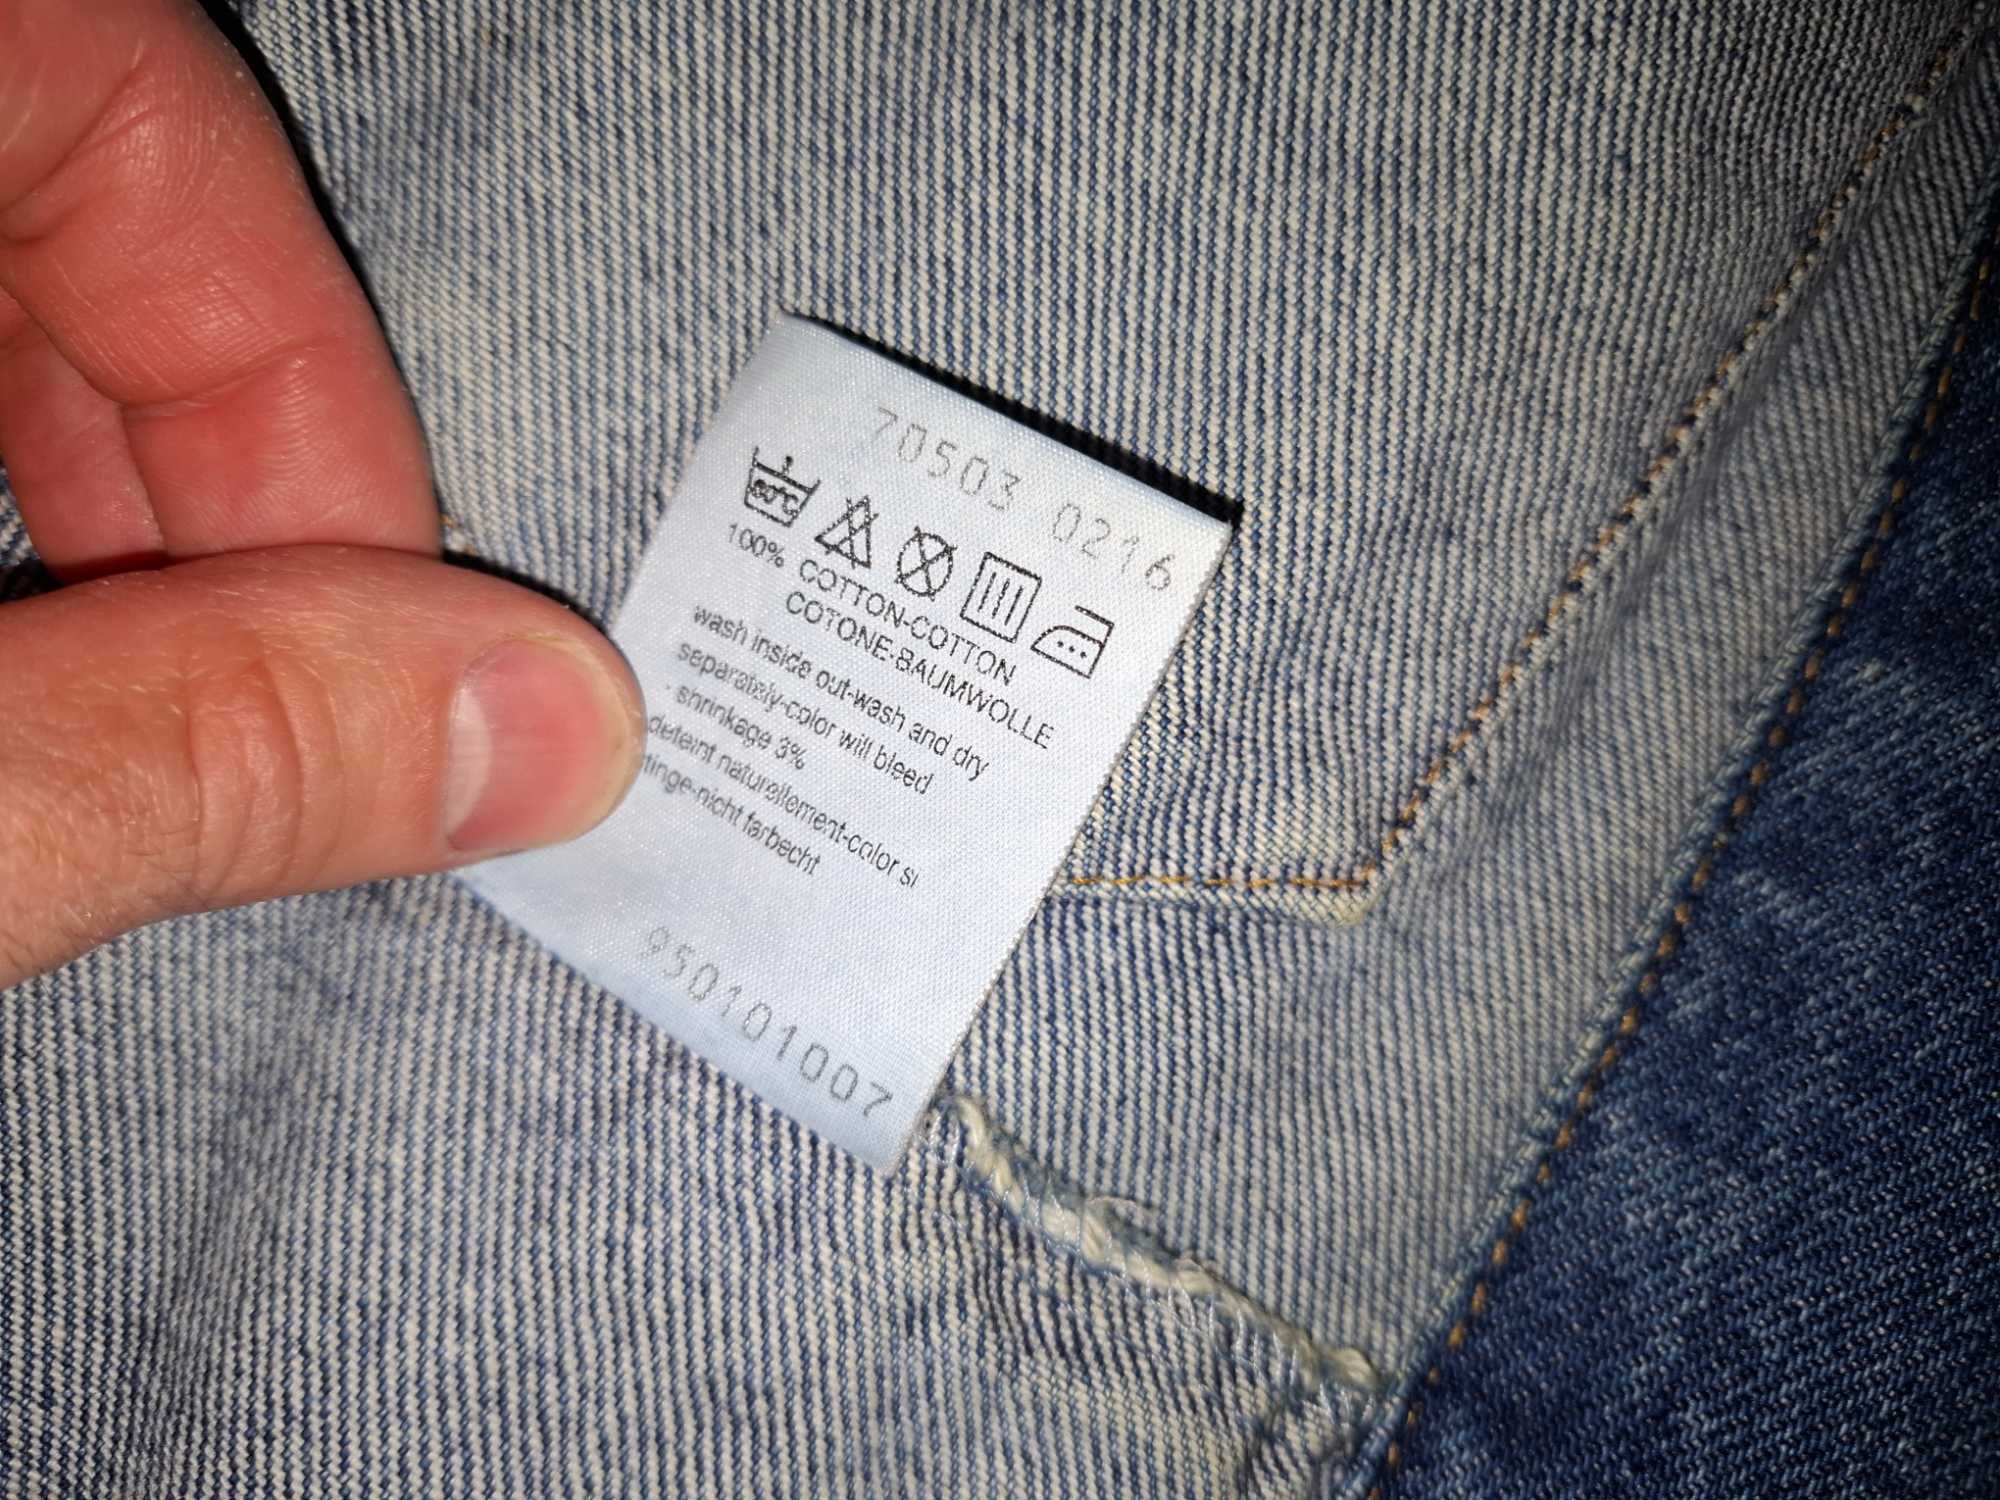 70503 0216
60°C
100% COTTON-COTTON
COTONE-BAUMWOLLE
wash inside out-wash and dry
separately-color will bleed
- shrinkage 3%
deteint naturellement-color si
tinge-nicht farbecht
950101007